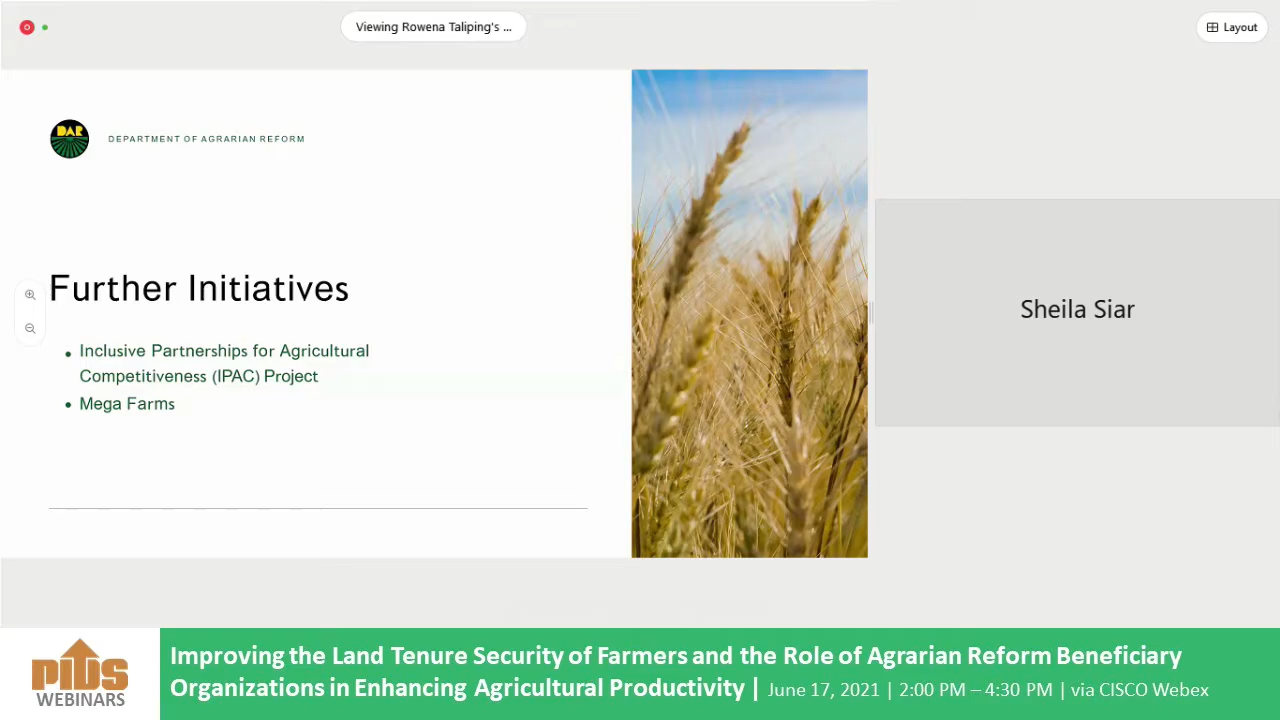 Viewing Rowena Taliping's ...
Layout
DAR
DEPARTMENT OF AGRARIAN REFORM
Further Initiatives
• Inclusive Partnerships for Agricultural
Competitiveness (IPAC) Project
• Mega Farms
Sheila Siar
PIDS
WEBINARS
Improving the Land Tenure Security of Farmers and the Role of Agrarian Reform Beneficiary
Organizations in Enhancing Agricultural Productivity | June 17, 2021 | 2:00 PM – 4:30 PM | via CISCO Webex